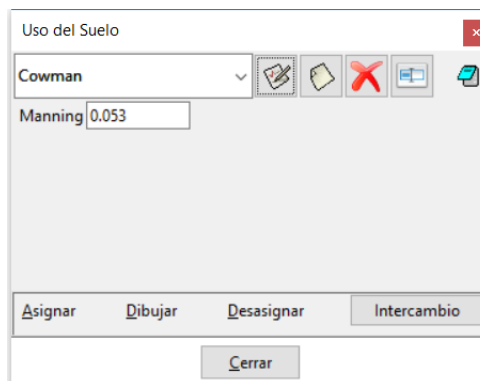 Uso del Suelo
Cowman
Manning 0.053
Asignar Dibujar Desasignar Intercambio
Cerrar